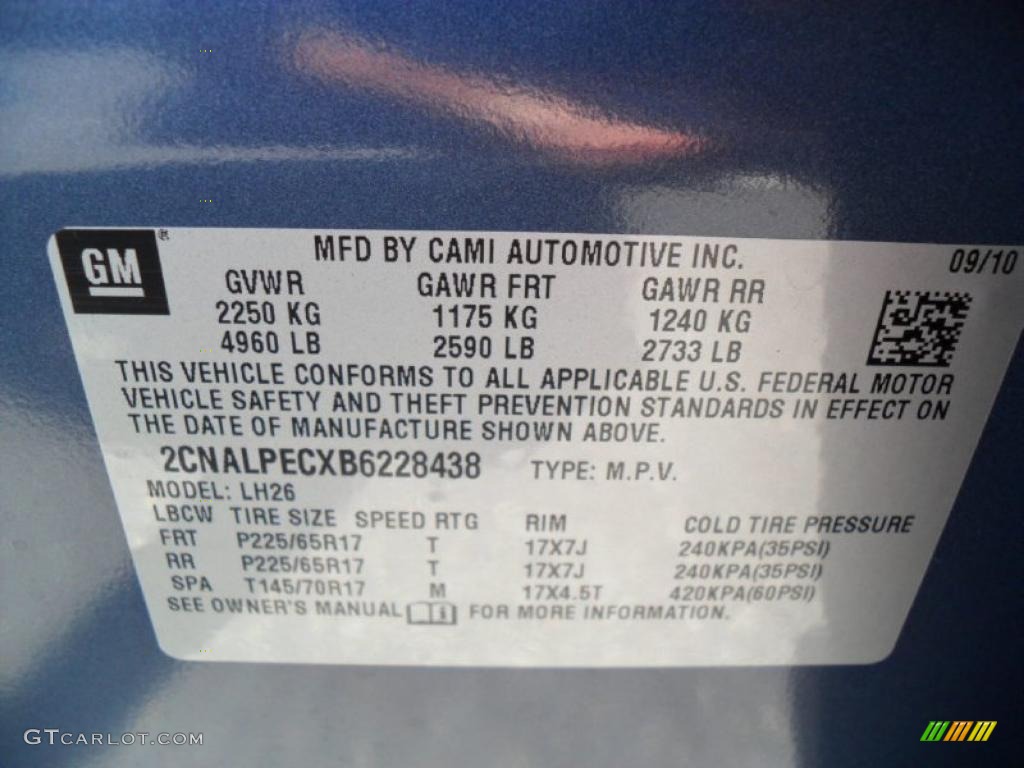 GM ®
MFD BY CAMI AUTOMOTIVE INC.
09/10
GVWR GAWR FRT GAWR RR
2250 KG 1175 KG 1240 KG
4960 LB 2590 LB 2733 LB
THIS VEHICLE CONFORMS TO ALL APPLICABLE U.S. FEDERAL MOTOR
VEHICLE SAFETY AND THEFT PREVENTION STANDARDS IN EFFECT ON
THE DATE OF MANUFACTURE SHOWN ABOVE.
2CNALPECXB6228438 TYPE: M.P.V.
MODEL: LH26
LBCW TIRE SIZE SPEED RTG RIM COLD TIRE PRESSURE
FRT P225/65R17 T 17X7J 240KPA(35PSI)
RR P225/65R17 T 17X7J 240KPA(35PSI)
SPA T145/70R17 M 17X4.5T 420KPA(60PSI)
SEE OWNER'S MANUAL FOR MORE INFORMATION.
GTCARLOT.COM